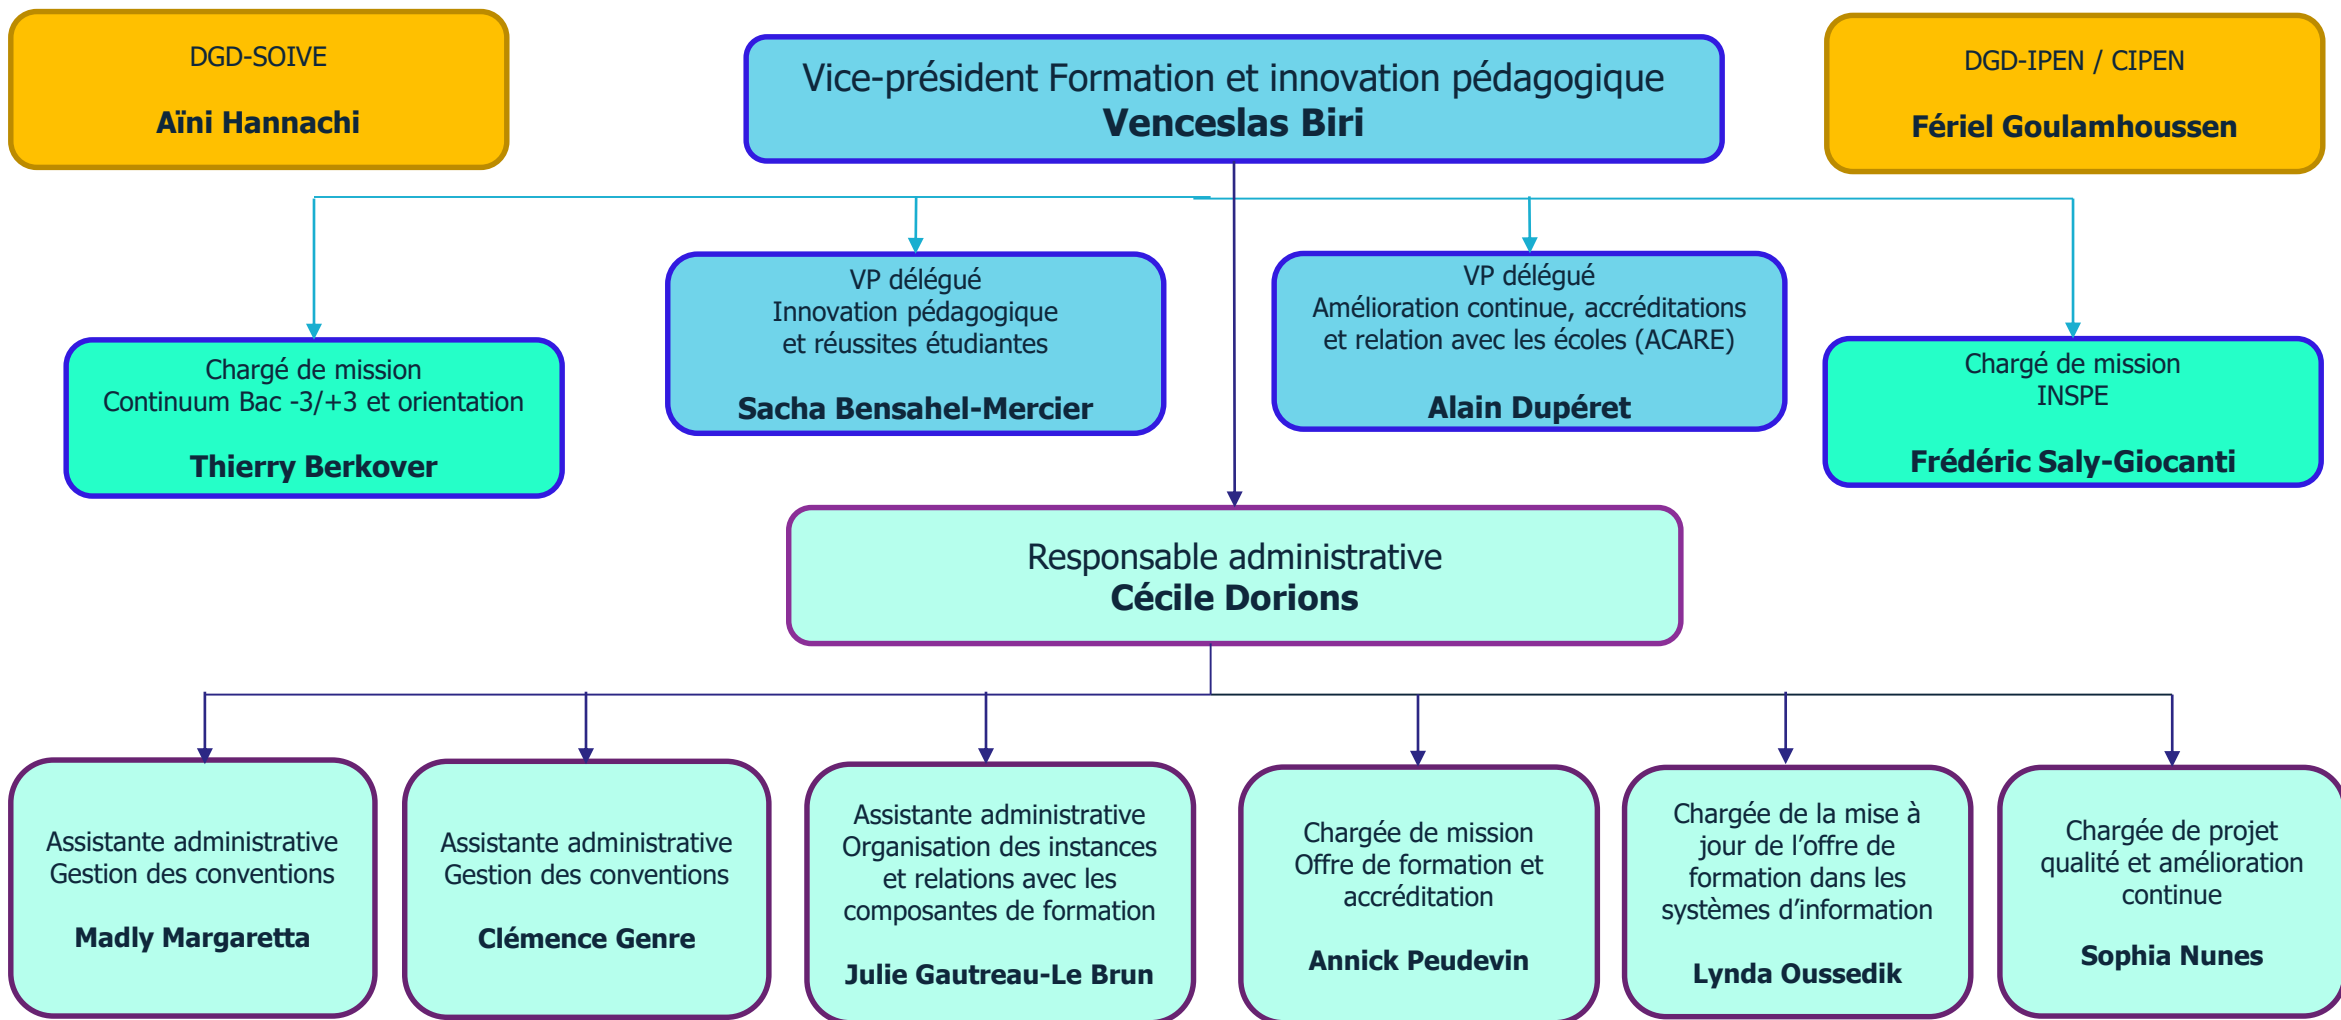 DGD-SOIVE
Aïni Hannachi
Vice-président Formation et innovation pédagogique
Venceslas Biri
DGD-IPEN / CIPEN
Fériel Goulamhoussen
Chargé de mission
Continuum Bac -3/+3 et orientation
Thierry Berkover
VP délégué
Innovation pédagogique
et réussites étudiantes
Sacha Bensahel-Mercier
VP délégué
Amélioration continue, accréditations
et relation avec les écoles (ACARE)
Alain Dupéret
Chargé de mission
INSPE
Frédéric Saly-Giocanti
Responsable administrative
Cécile Dorions
Assistante administrative
Gestion des conventions
Madly Margaretta
Assistante administrative
Gestion des conventions
Clémence Genre
Assistante administrative
Organisation des instances
et relations avec les
composantes de formation
Julie Gautreau-Le Brun
Chargée de mission
Offre de formation et
accréditation
Annick Peudevin
Chargée de la mise à
jour de l’offre de
formation dans les
systèmes d’information
Lynda Oussedik
Chargée de projet
qualité et amélioration
continue
Sophia Nunes